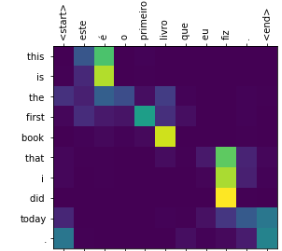 <start> este é o primeiro livro que eu fiz . <end>
this
is
the
first
book
that
i
did
today
.